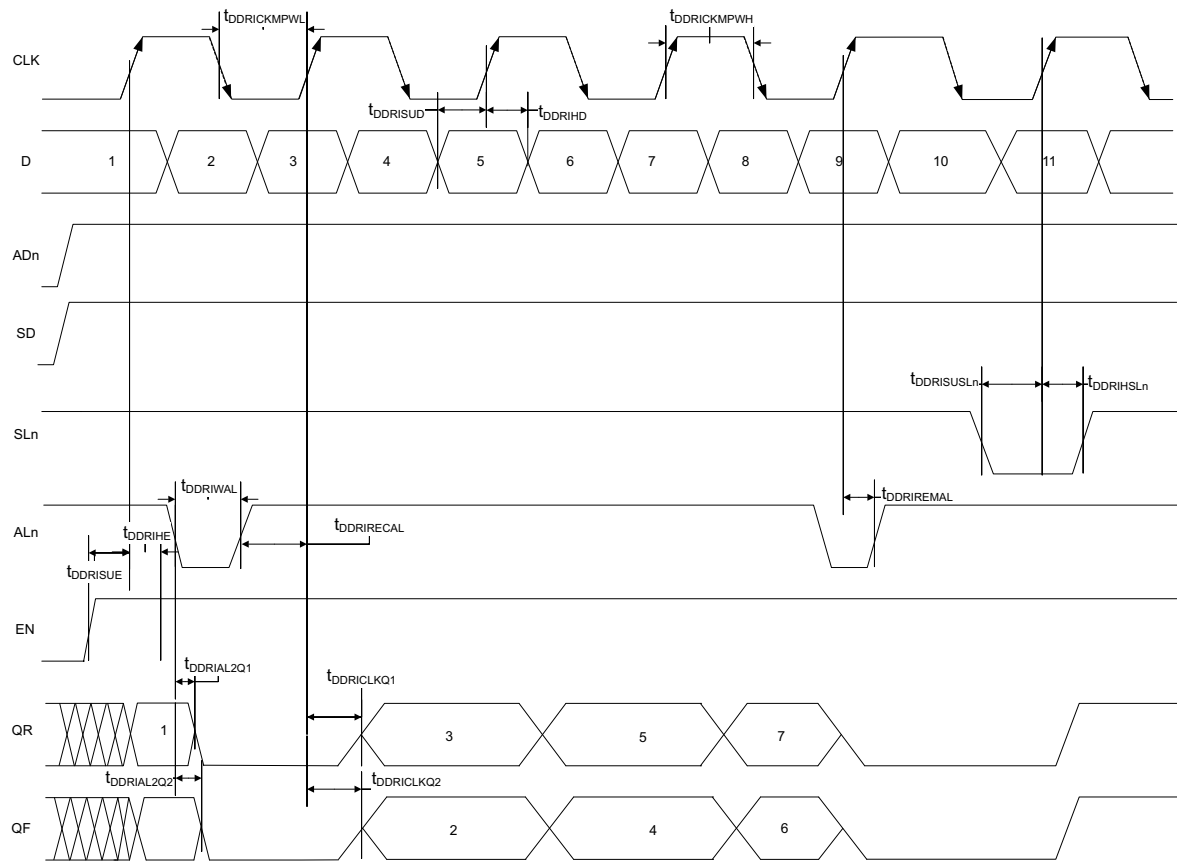 tDDRICKMPWL
tDDRICKMPWH
CLK
tDDRISUD
tDDRIHD
D
1
2
3
4
5
6
7
8
9
10
11
ADn
SD
tDDRISUSLn
tDDRIHSLn
SLn
tDDRIWAL
tDDRIREMAL
tDDRIRECAL
ALn
tDDRIHE
tDDRISUE
EN
tDDRIAL2Q1
tDDRICLKQ1
QR
1
3
5
7
tDDRIAL2Q2
tDDRICLKQ2
QF
2
4
6